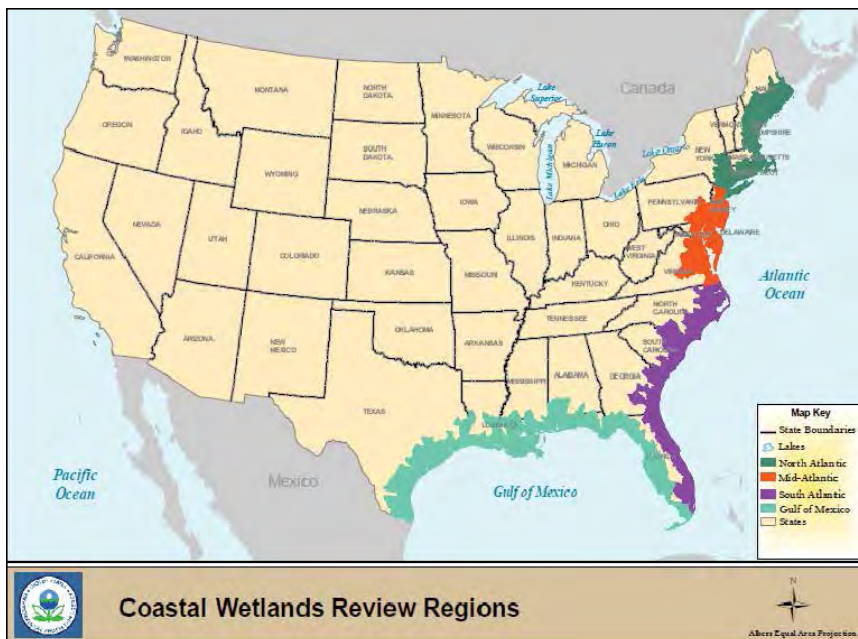 WASHINGTON
MONTANA
NORTH
DAKOTA
MINNESOTA
Lake
Superior
Canada
OREGON
IDAHO
SOUTH
DAKOTA
WISCONSIN
Lake
Huron
Lake Michigan
MICHIGAN
Lake Ontario
NEW
YORK
WYOMING
IOWA
NEBRASKA
PENNSYLVANIA
DELAWARE
NEVADA
UTAH
COLORADO
ILLINOIS
INDIANA
OHIO
WEST
VIRGINIA
CALIFORNIA
KANSAS
MISSOURI
KENTUCKY
Atlantic
Ocean
NORTH
CAROLINA
TENNESSEE
ARIZONA
NEW
MEXICO
OKLAHOMA
ARKANSAS
SOUTH
CAROLINA
MISSISSIPPI
ALABAMA
GEORGIA
TEXAS
Mexico
Pacific
Ocean
Gulf of Mexico
Map Key
State Boundaries
Lakes
North Atlantic
Mid-Atlantic
South Atlantic
Gulf of Mexico
States
Coastal Wetlands Review Regions
N
Albers Equal Area Projection